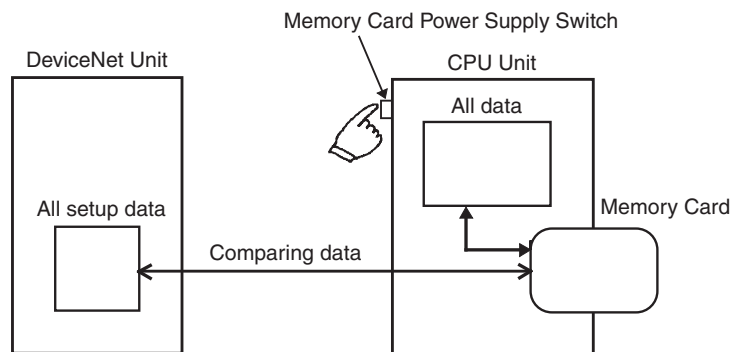 Memory Card Power Supply Switch
DeviceNet Unit
CPU Unit
All data
All setup data
Memory Card
Comparing data